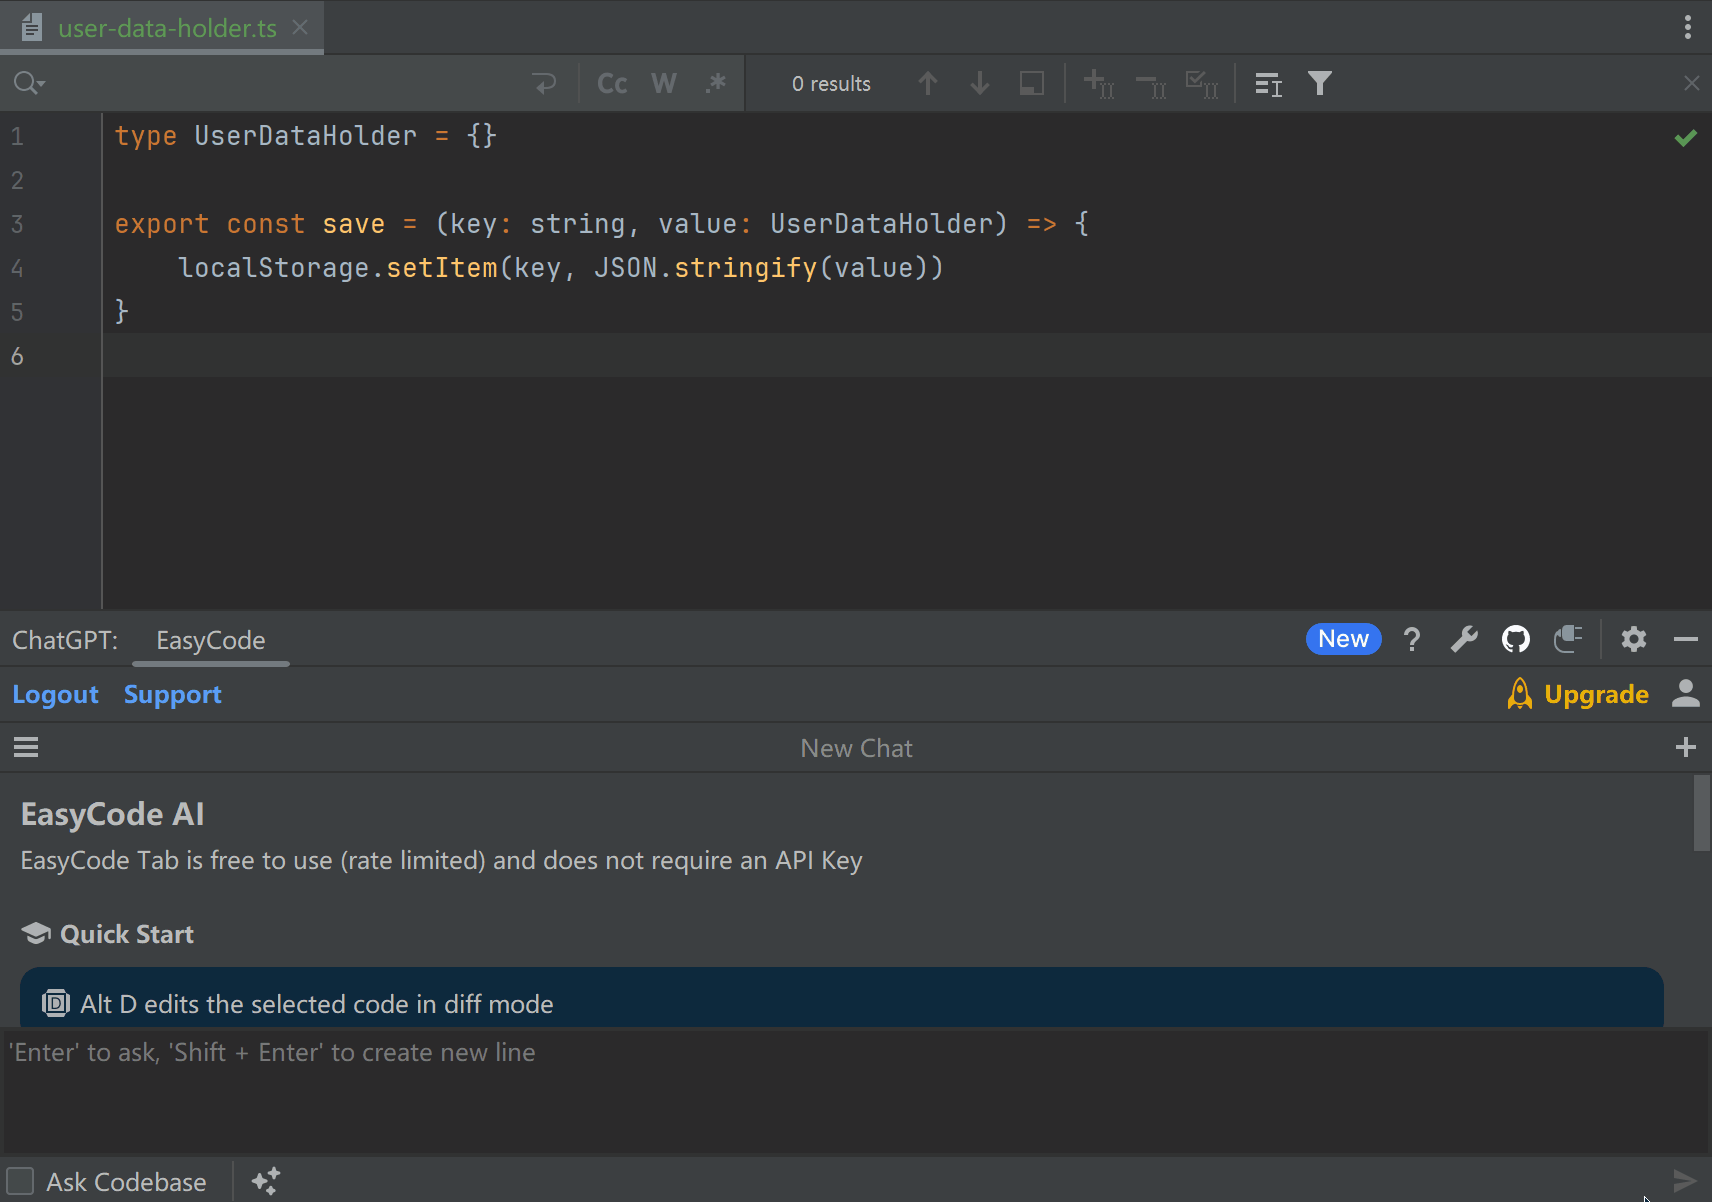 user-data-holder.ts
Cc W .* 0 results
1 type UserDataHolder = {}
2
3 export const save = (key: string, value: UserDataHolder) => {
4     localStorage.setItem(key, JSON.stringify(value))
5 }
6
ChatGPT: EasyCode New ?
Logout Support Upgrade
New Chat
EasyCode AI
EasyCode Tab is free to use (rate limited) and does not require an API Key
Quick Start
D Alt D edits the selected code in diff mode
'Enter' to ask, 'Shift + Enter' to create new line
Ask Codebase